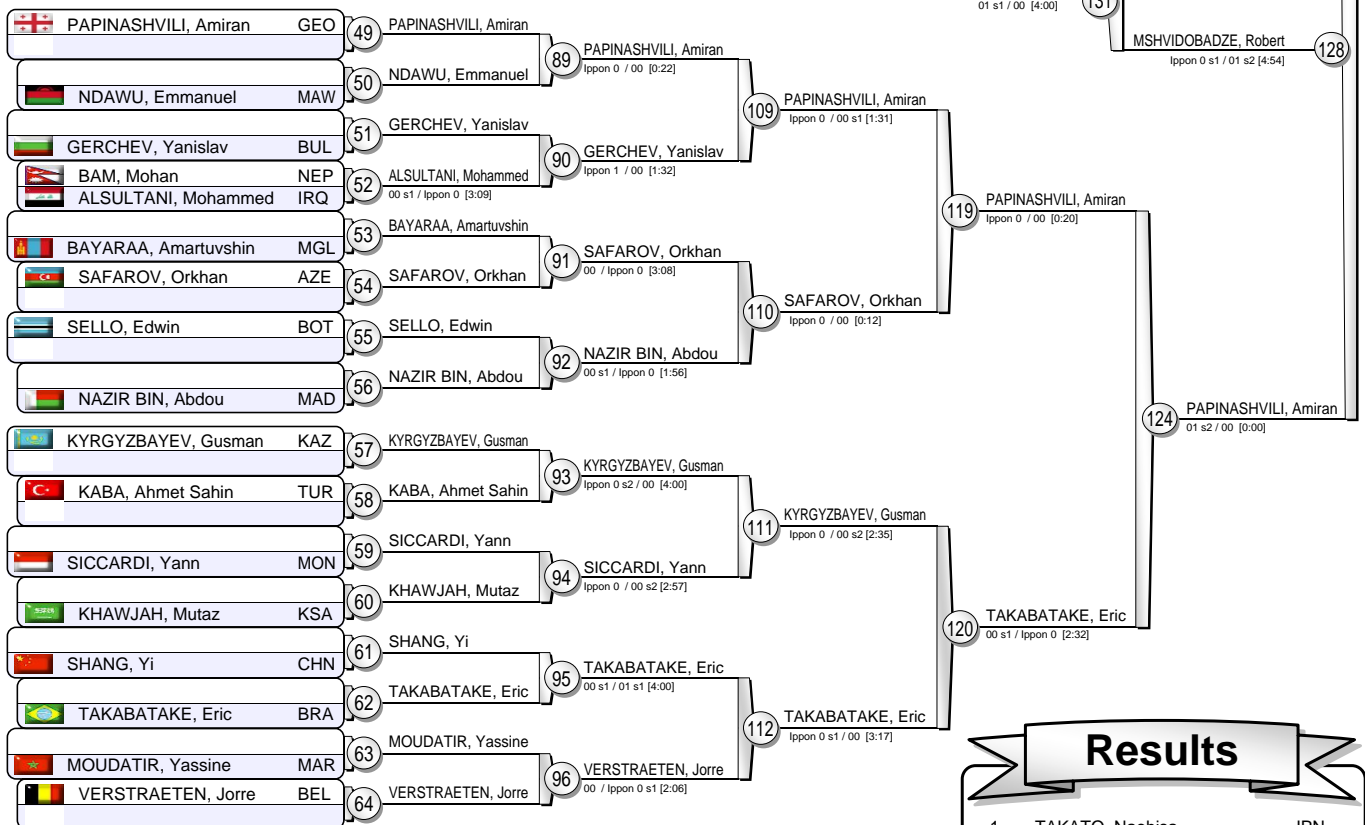 01 s1 / 00 [4:00]
131
MSHVIDOBADZE, Robert
Ippon 0 s1 / 01 s2 [4:54]
128
PAPINASHVILI, Amiran GEO
NDAWU, Emmanuel MAW
GERCHEV, Yanislav BUL
BAM, Mohan NEP
ALSULTANI, Mohammed IRQ
BAYARAA, Amartuvshin MGL
SAFAROV, Orkhan AZE
SELLO, Edwin BOT
NAZIR BIN, Abdou MAD
KYRGYZBAYEV, Gusman KAZ
KABA, Ahmet Sahin TUR
SICCARDI, Yann MON
KHAWJAH, Mutaz KSA
SHANG, Yi CHN
TAKABATAKE, Eric BRA
MOUDATIR, Yassine MAR
VERSTRAETEN, Jorre BEL
49 PAPINASHVILI, Amiran
50 NDAWU, Emmanuel
51 GERCHEV, Yanislav
52 ALSULTANI, Mohammed
00 s1 / Ippon 0 [3:09]
53 BAYARAA, Amartuvshin
54 SAFAROV, Orkhan
55 SELLO, Edwin
56 NAZIR BIN, Abdou
57 KYRGYZBAYEV, Gusman
58 KABA, Ahmet Sahin
59 SICCARDI, Yann
60 KHAWJAH, Mutaz
61 SHANG, Yi
62 TAKABATAKE, Eric
63 MOUDATIR, Yassine
64 VERSTRAETEN, Jorre
89 PAPINASHVILI, Amiran
Ippon 0 / 00 [0:22]
90 GERCHEV, Yanislav
Ippon 1 / 00 [1:32]
91 SAFAROV, Orkhan
00 / Ippon 0 [3:08]
92 NAZIR BIN, Abdou
00 s1 / Ippon 0 [1:56]
93 KYRGYZBAYEV, Gusman
Ippon 0 s2 / 00 [4:00]
94 SICCARDI, Yann
Ippon 0 / 00 s2 [2:57]
95 TAKABATAKE, Eric
00 s1 / 01 s1 [4:00]
96 VERSTRAETEN, Jorre
00 / Ippon 0 s1 [2:06]
109 PAPINASHVILI, Amiran
Ippon 0 / 00 s1 [1:31]
110 SAFAROV, Orkhan
Ippon 0 / 00 [0:12]
111 KYRGYZBAYEV, Gusman
Ippon 0 / 00 s2 [2:35]
112 TAKABATAKE, Eric
Ippon 0 s1 / 00 [3:17]
119 PAPINASHVILI, Amiran
Ippon 0 / 00 [0:20]
120 TAKABATAKE, Eric
00 s1 / Ippon 0 [2:32]
124 PAPINASHVILI, Amiran
01 s2 / 00 [0:00]
Results
1 TAKATO, Naohisa JPN